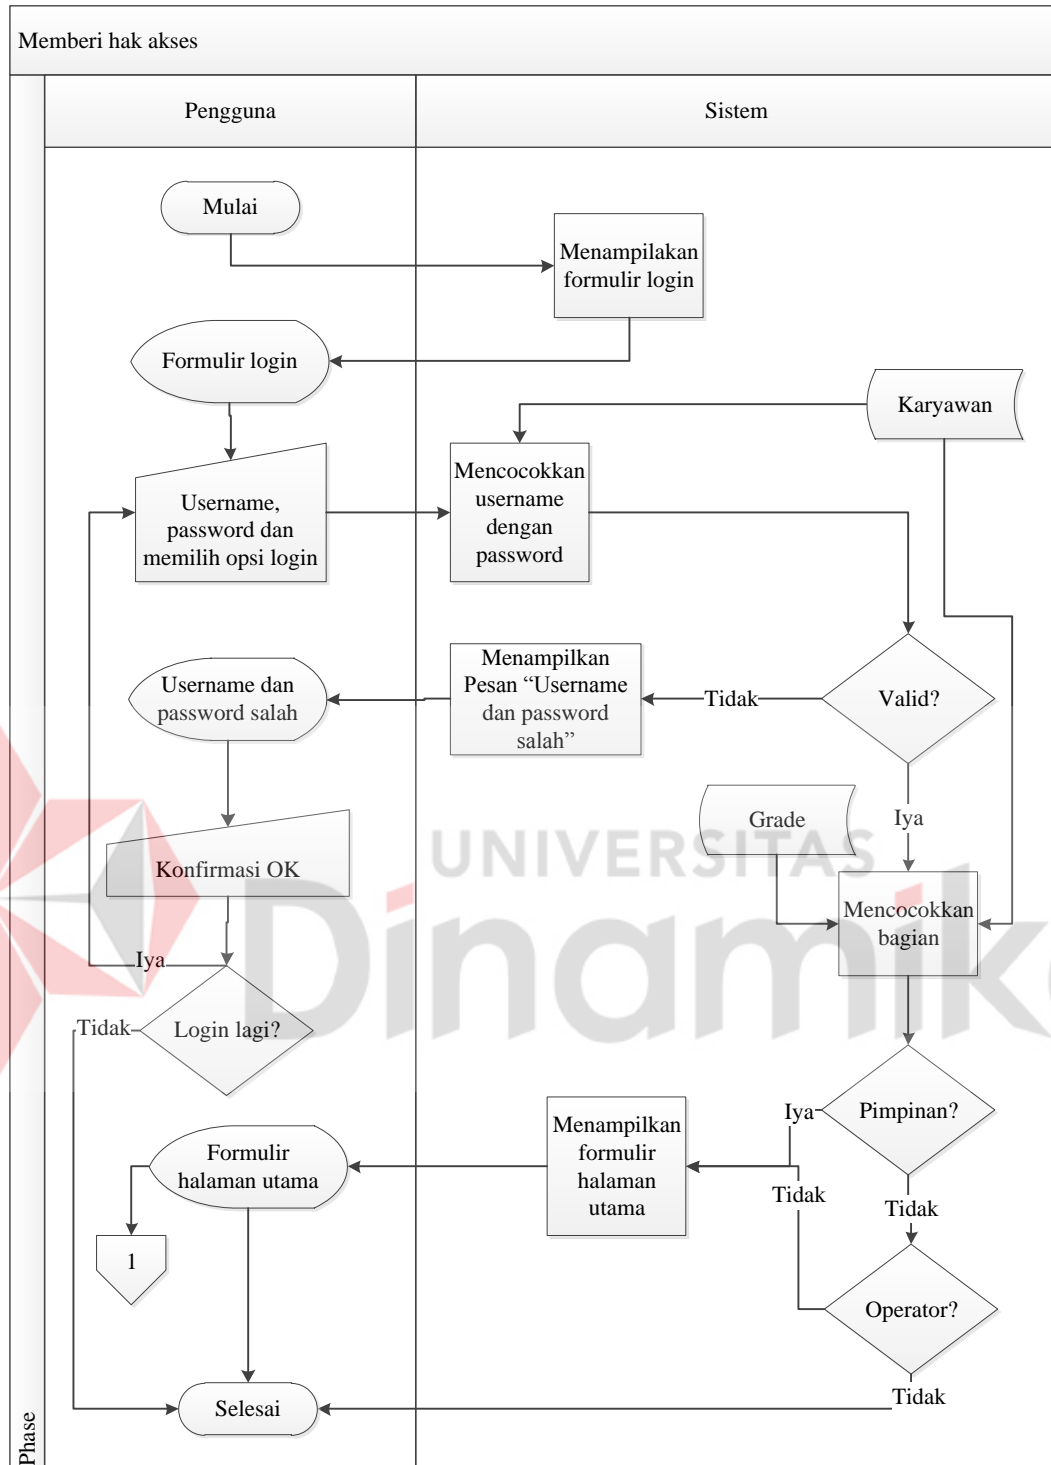 Memberi hak akses
Pengguna
Sistem
Mulai
Menampilakan
formulir login
Formulir login
Karyawan
Username,
password dan
memilih opsi login
Mencocokkan
username
dengan
password
Username dan
password salah
Menampilkan
Pesan “Username
dan password
salah”
Tidak
Valid?
Iya
Grade
Konfirmasi OK
UNIVERSITAS
Dinamika
Mencocokkan
bagian
Iya
Tidak
Login lagi?
Iya
Pimpinan?
Formulir
halaman utama
Menampilkan
formulir
halaman
utama
Tidak
Tidak
1
Operator?
Selesai
Tidak
Phase